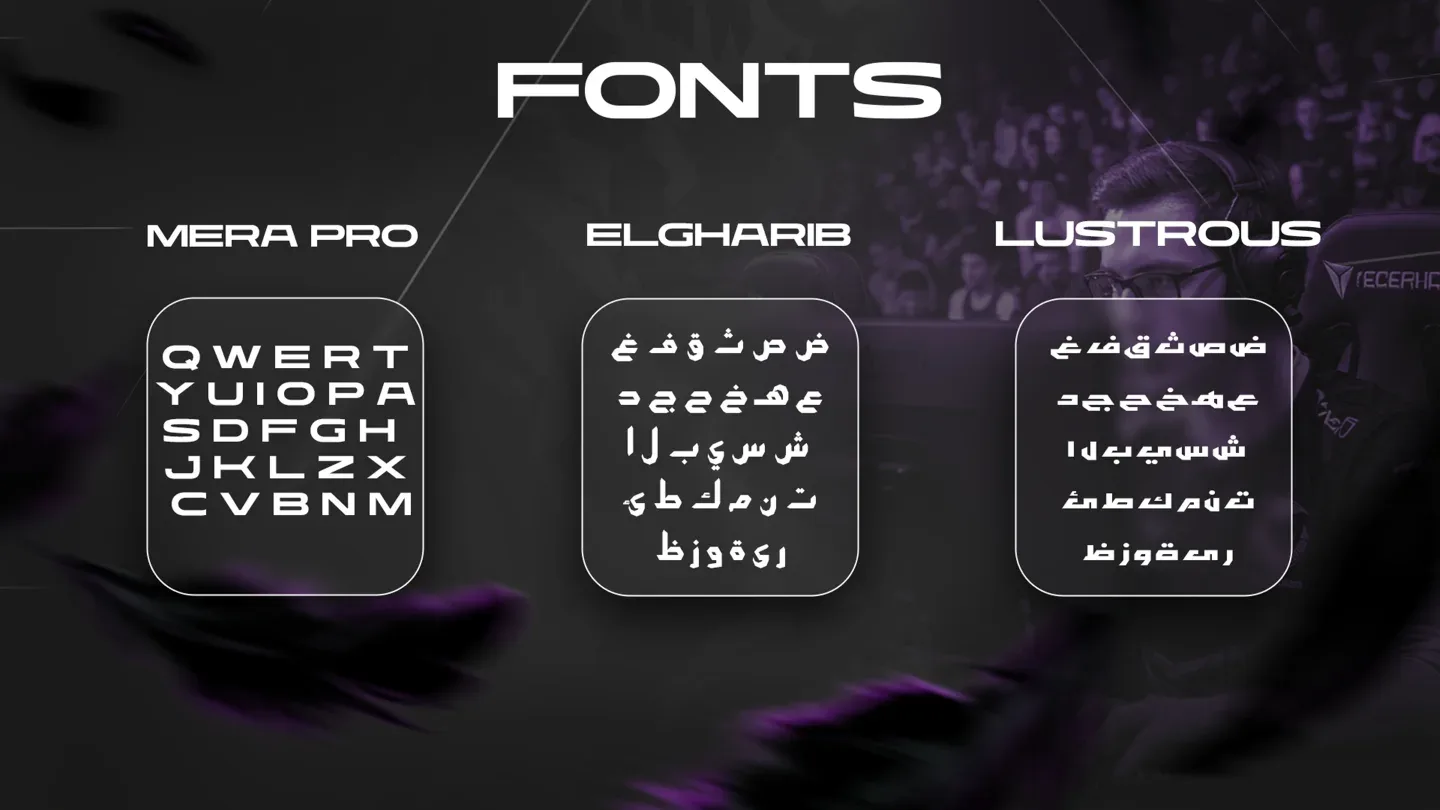 FONTS
MERA PRO
Q W E R T
Y U I O P A
S D F G H
J K L Z X
C V B N M
ELGHARIB
ض ص ث ق ف غ
ع ه خ ح ج د
ش س ي ب ل ا
ت ن م ك ط ئ
ر ى ة و ز ظ
LUSTROUS
ض ص ث ق ف غ
ع ه خ ح ج د
ش س ي ب ل ا
ت ن م ك ط ئ
ر ى ة و ز ظ